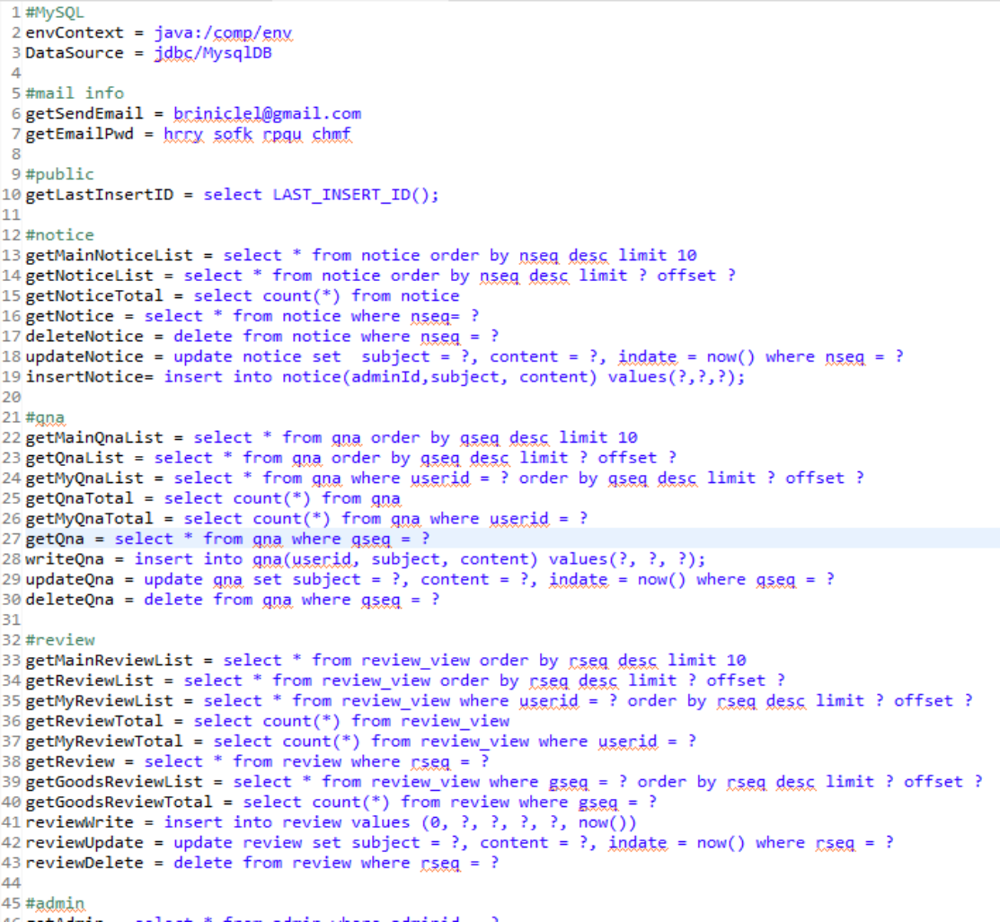 1 #MySQL
2 envContext = java:/comp/env
3 DataSource = jdbc/MysqlDB
4
5 #mail info
6 getSendEmail = briniclel@gmail.com
7 getEmailPwd = hrry sofk rpqu chmf
8
9 #public
10 getLastInsertID = select LAST_INSERT_ID();
11
12 #notice
13 getMainNoticeList = select * from notice order by nseq desc limit 10
14 getNoticeList = select * from notice order by nseq desc limit ? offset ?
15 getNoticeTotal = select count(*) from notice
16 getNotice = select * from notice where nseq= ?
17 deleteNotice = delete from notice where nseq = ?
18 updateNotice = update notice set  subject = ?, content = ?, indate = now() where nseq = ?
19 insertNotice= insert into notice(adminId,subject, content) values(?,?,?);
20
21 #qna
22 getMainQnaList = select * from qna order by qseq desc limit 10
23 getQnaList = select * from qna order by qseq desc limit ? offset ?
24 getMyQnaList = select * from qna where userid = ? order by qseq desc limit ? offset ?
25 getQnaTotal = select count(*) from qna
26 getMyQnaTotal = select count(*) from qna where userid = ?
27 getQna = select * from qna where qseq = ?
28 writeQna = insert into qna(userid, subject, content) values(?, ?, ?);
29 updateQna = update qna set subject = ?, content = ?, indate = now() where qseq = ?
30 deleteQna = delete from qna where qseq = ?
31
32 #review
33 getMainReviewList = select * from review_view order by rseq desc limit 10
34 getReviewList = select * from review_view order by rseq desc limit ? offset ?
35 getMyReviewList = select * from review_view where userid = ? order by rseq desc limit ? offset ?
36 getReviewTotal = select count(*) from review_view
37 getMyReviewTotal = select count(*) from review_view where userid = ?
38 getReview = select * from review where rseq = ?
39 getGoodsReviewList = select * from review_view where gseq = ? order by rseq desc limit ? offset ?
40 getGoodsReviewTotal = select count(*) from review where gseq = ?
41 reviewWrite = insert into review values (0, ?, ?, ?, ?, now())
42 reviewUpdate = update review set subject = ?, content = ?, indate = now() where rseq = ?
43 reviewDelete = delete from review where rseq = ?
44
45 #admin
46 getAdmin = select * from admin where adminid = ?